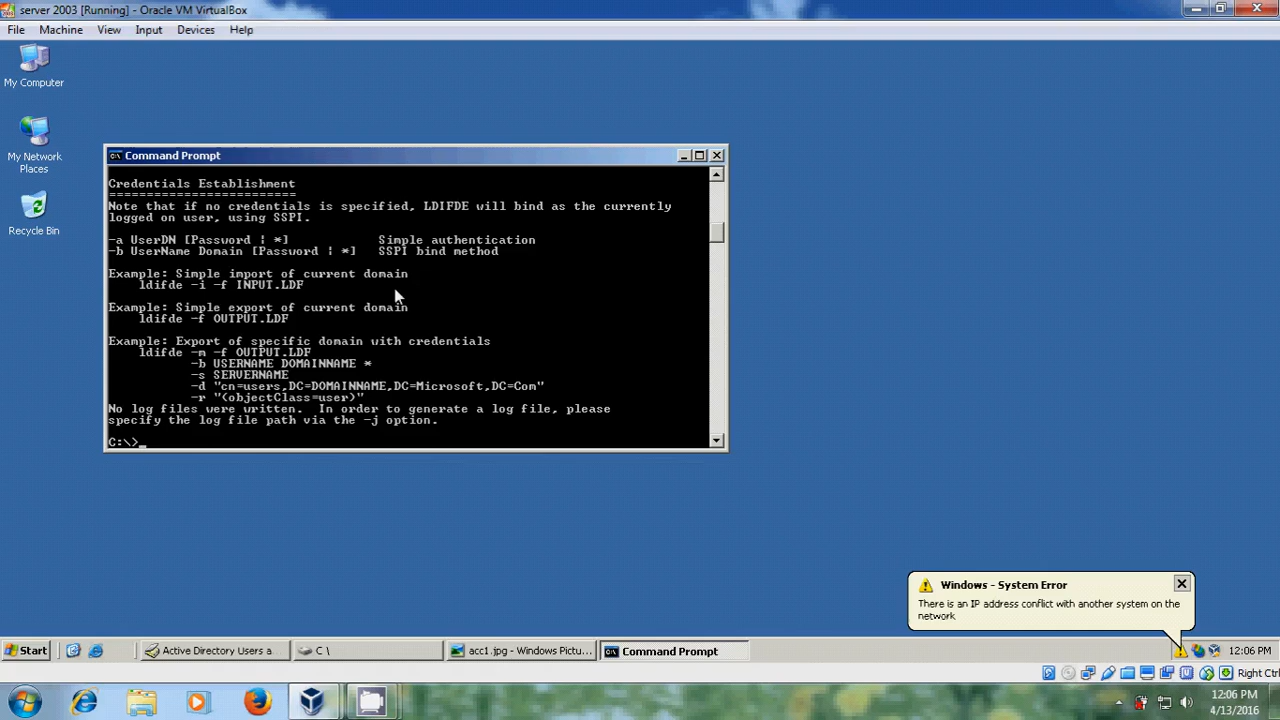 server 2003 [Running] - Oracle VM VirtualBox
File Machine View Input Devices Help
My Computer
My Network
Places
Recycle Bin
Command Prompt
Credentials Establishment
=========================
Note that if no credentials is specified, LDIFDE will bind as the currently
logged on user, using SSPI.
-a UserDN [Password | *] Simple authentication
-b UserName Domain [Password | *] SSPI bind method
Example: Simple import of current domain
ldifde -i -f INPUT.LDF
Example: Simple export of current domain
ldifde -f OUTPUT.LDF
Example: Export of specific domain with credentials
ldifde -m -f OUTPUT.LDF
-b USERNAME DOMAINNAME *
-s SERVERNAME
-d "cn=users,DC=DOMAINNAME,DC=Microsoft,DC=Com"
-r "(objectClass=user)"
No log files were written. In order to generate a log file, please
specify the log file path via the -j option.
C:\>_
Windows - System Error
There is an IP address conflict with another system on the
network
Start Active Directory Users a... C:\ acc1.jpg - Windows Pictu... Command Prompt 12:06 PM
Right Ctrl
12:06 PM
4/13/2016